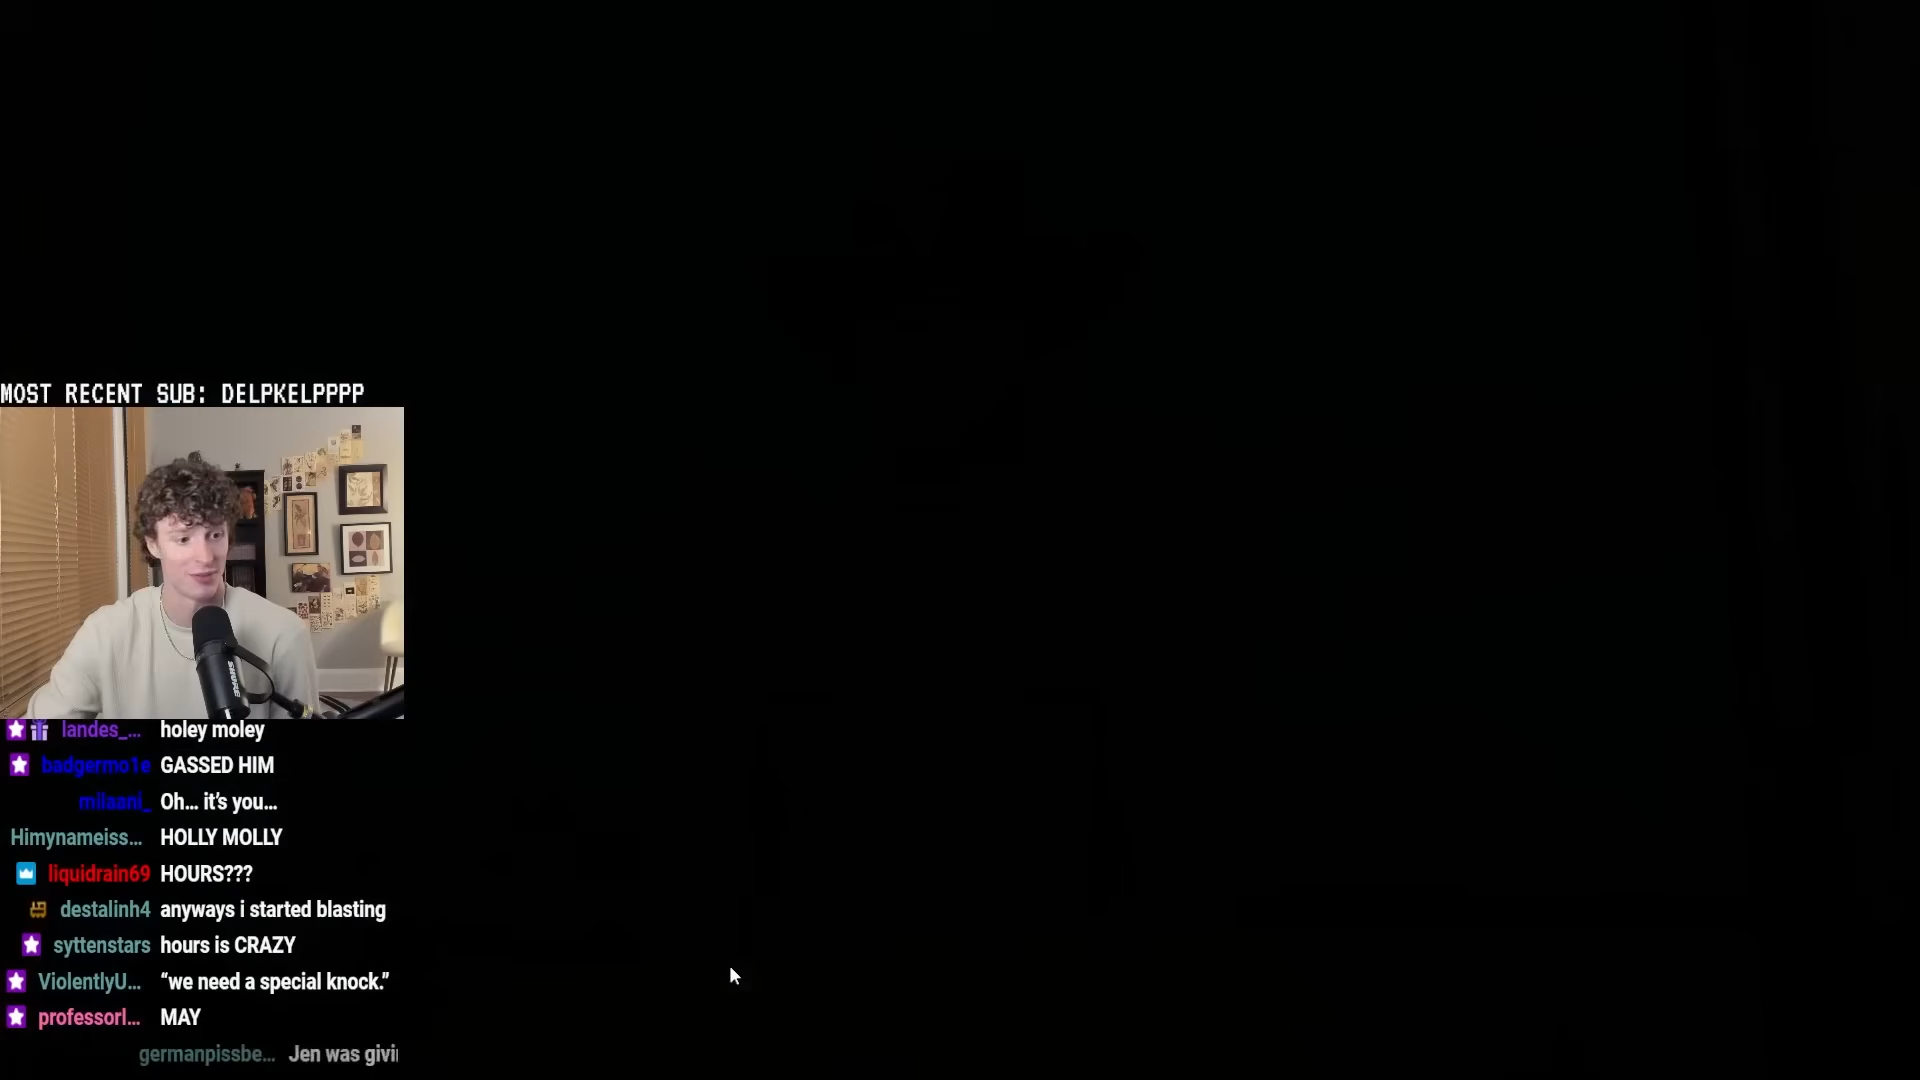 MOST RECENT SUB: DELPKELPPPP
SHURE
landes_... holey moley
badgermo1e GASSED HIM
milaani_ Oh... it's you...
Himynameiss... HOLLY MOLLY
liquidrain69 HOURS???
destalinh4 anyways i started blasting
syttenstars hours is CRAZY
ViolentlyU... “we need a special knock.”
professorl... MAY
germanpissbe... Jen was givi